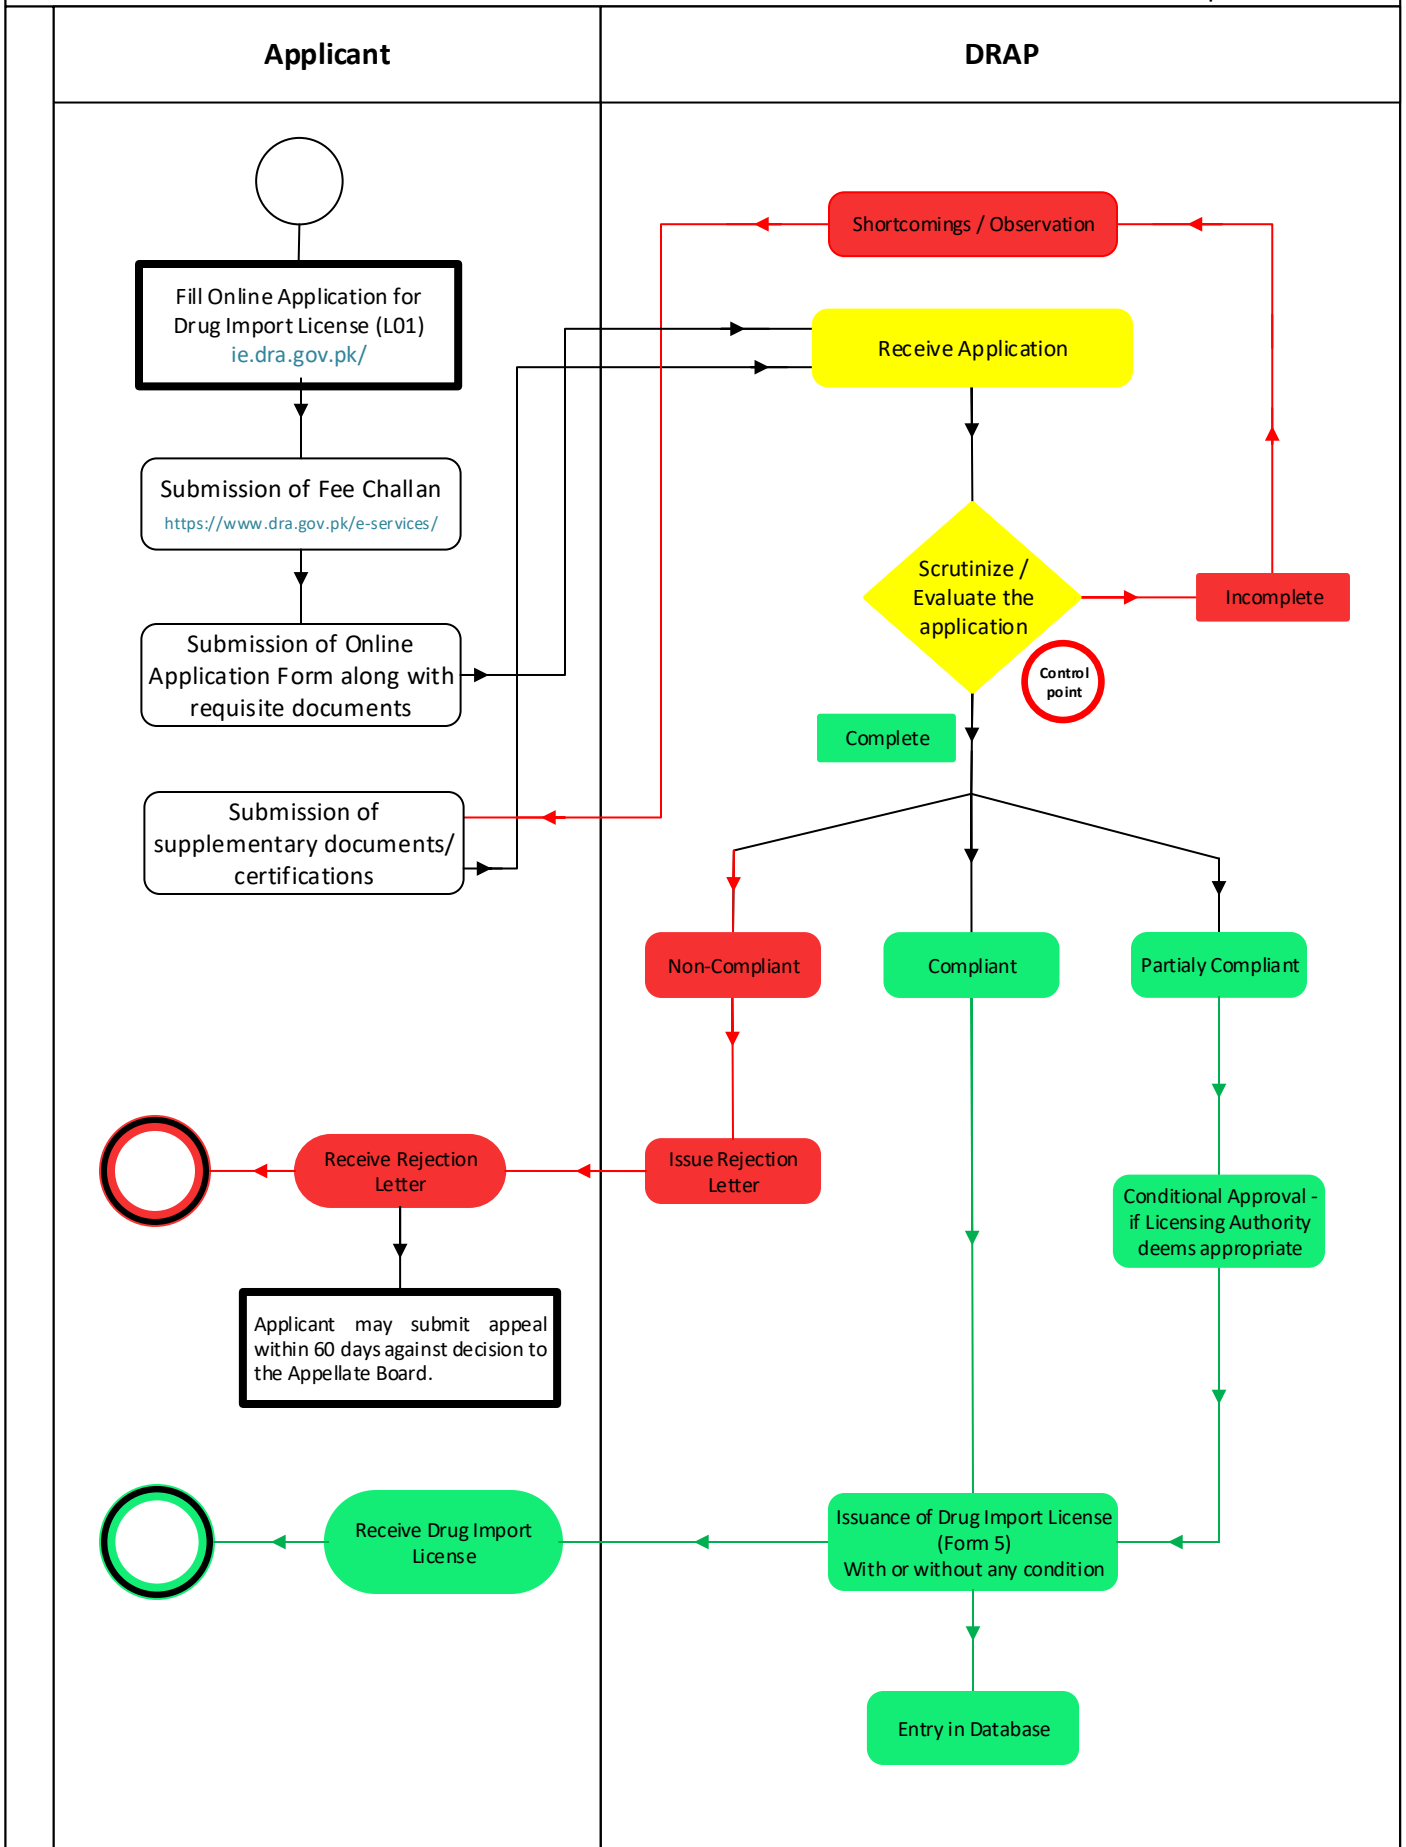 Applicant
DRAP
Fill Online Application for
Drug Import License (L01)
ie.dra.gov.pk/
Submission of Fee Challan
https://www.dra.gov.pk/e-services/
Submission of Online
Application Form along with
requisite documents
Submission of
supplementary documents/
certifications
Shortcomings / Observation
Receive Application
Scrutinize /
Evaluate the
application
Incomplete
Control
point
Complete
Non-Compliant
Compliant
Partialy Compliant
Receive Rejection
Letter
Issue Rejection
Letter
Conditional Approval -
if Licensing Authority
deems appropriate
Applicant may submit appeal
within 60 days against decision to
the Appellate Board.
Receive Drug Import
License
Issuance of Drug Import License
(Form 5)
With or without any condition
Entry in Database